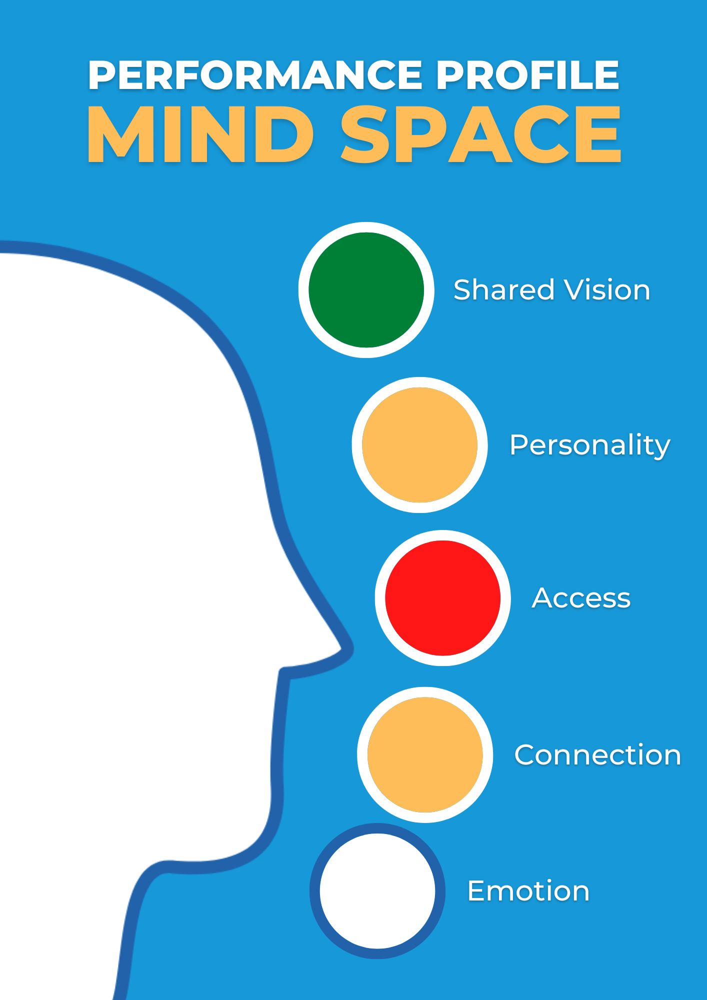 PERFORMANCE PROFILE
MIND SPACE
Shared Vision
Personality
Access
Connection
Emotion